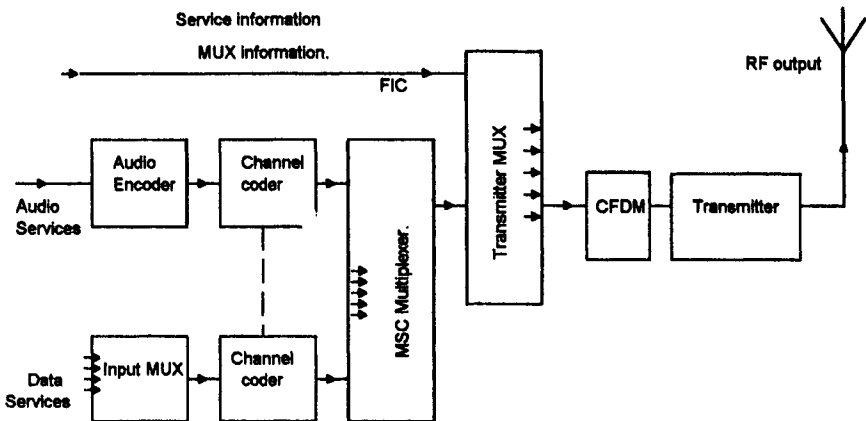 Service information
MUX information.
FIC
RF output
Audio
Encoder
Channel
coder
Audio
Services
MSC Multiplexer.
Transmitter MUX
CFDM
Transmitter
Data
Services
Input MUX
Channel
coder